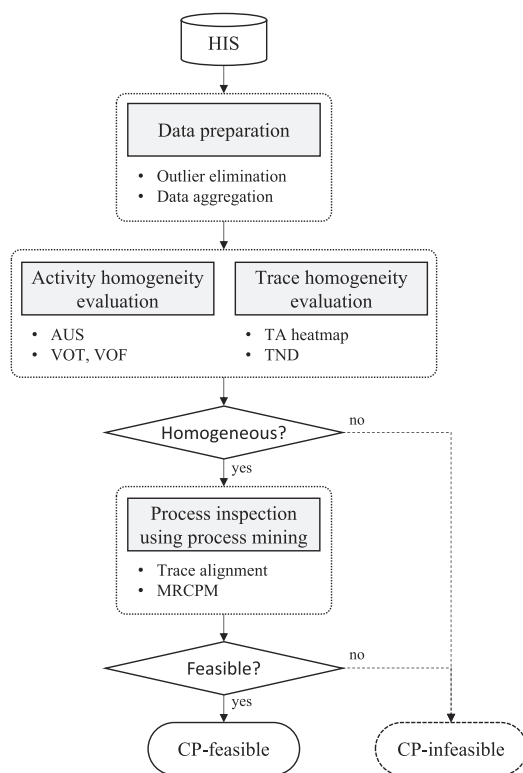 HIS
Data preparation
• Outlier elimination
• Data aggregation
Activity homogeneity
evaluation
• AUS
• VOT, VOF
Trace homogeneity
evaluation
• TA heatmap
• TND
Homogeneous?
no
yes
Process inspection
using process mining
• Trace alignment
• MRCPM
Feasible?
no
yes
CP-feasible
CP-infeasible